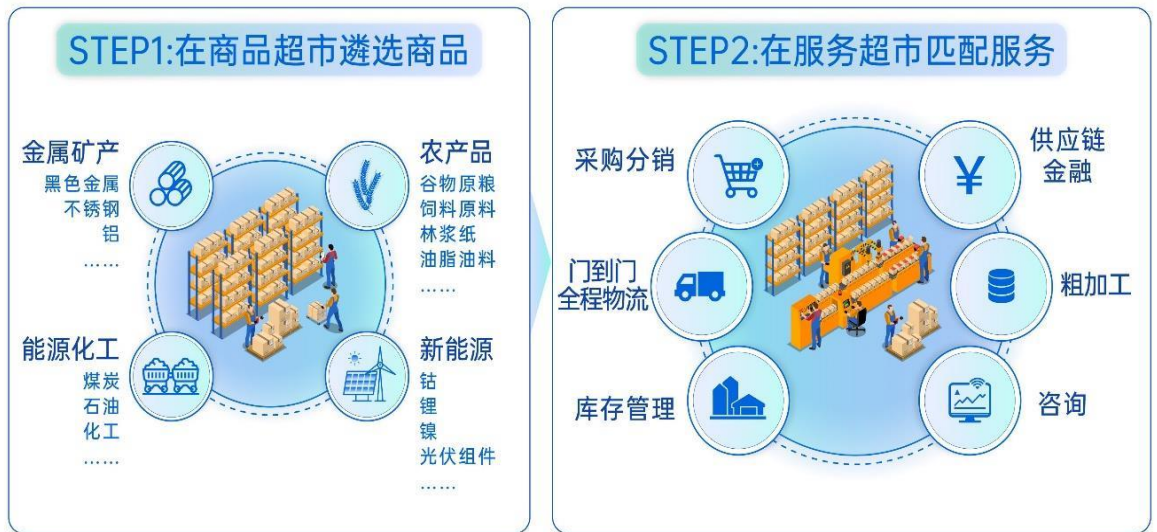 STEP1:在商品超市遴选商品
金属矿产
黑色金属
不锈钢
铝
……
农产品
谷物原粮
饲料原料
林浆纸
油脂油料
……
能源化工
煤炭
石油
化工
……
新能源
钴
锂
镍
光伏组件
……
STEP2:在服务超市匹配服务
采购分销
供应链
金融
¥
门到门
全程物流
粗加工
库存管理
咨询